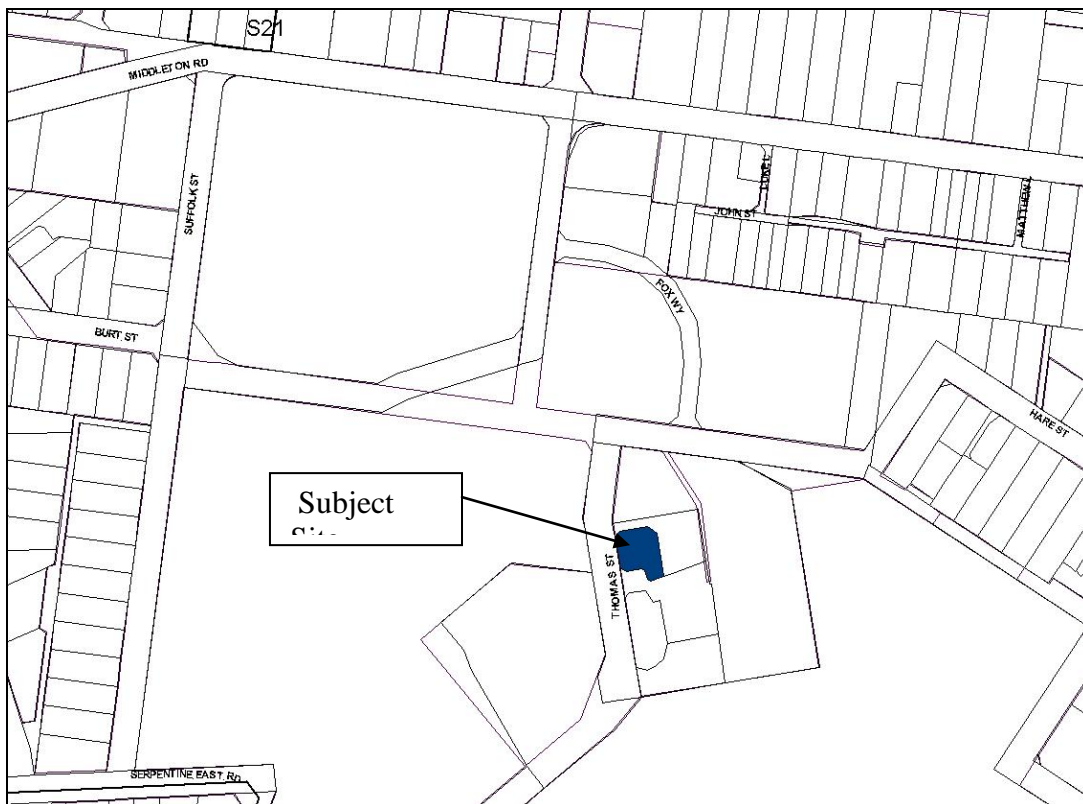 S21
MIDDLETON RD
SUFFOLK ST
LUKE L
MATTHEW L
JOHN ST
FOX WY
BURT ST
HARE ST
Subject
Site
THOMAS ST
SERPENTINE EAST RD